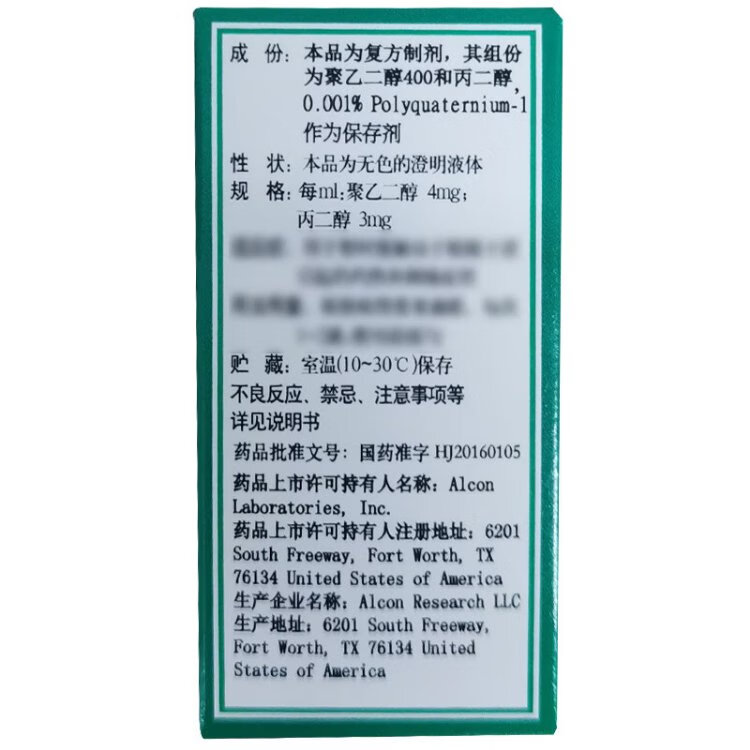 成 份：本品为复方制剂，其组份
为聚乙二醇400和丙二醇，
0.001% Polyquaternium-1
作为保存剂
性 状：本品为无色的澄明液体
规 格：每ml：聚乙二醇 4mg；
丙二醇 3mg
贮 藏：室温(10~30℃)保存
不良反应、禁忌、注意事项等
详见说明书
药品批准文号：国药准字 HJ20160105
药品上市许可持有人名称：Alcon
Laboratories, Inc.
药品上市许可持有人注册地址：6201
South Freeway, Fort Worth, TX
76134 United States of America
生产企业名称：Alcon Research LLC
生产地址：6201 South Freeway,
Fort Worth, TX 76134 United
States of America